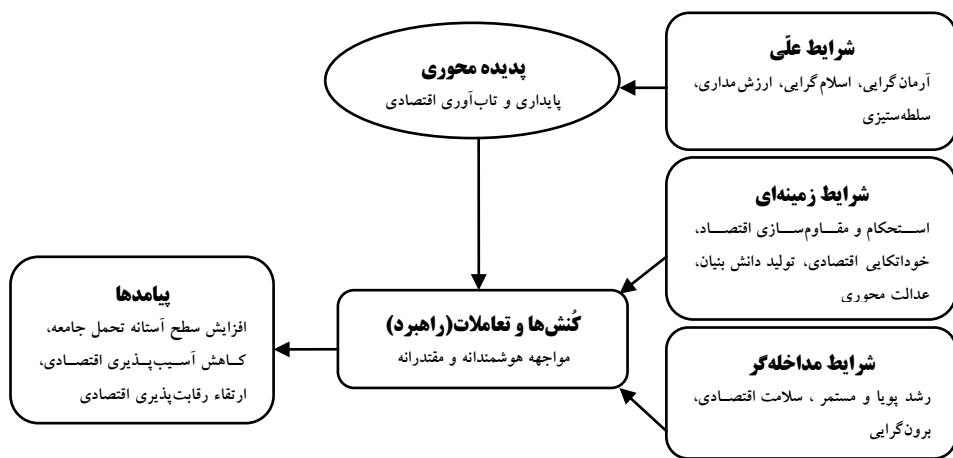 شرایط علّی
آرمان‌گرایی، اسلام‌گرایی، ارزش‌مداری،
سلطه‌ستیزی
پدیده محوری
پایداری و تاب‌آوری اقتصادی
شرایط زمینه‌ای
استحکام و مقاوم‌سازی اقتصاد،
خوداتکایی اقتصادی، تولید دانش بنیان،
عدالت محوری
کُنش‌ها و تعاملات(راهبرد)
مواجهه هوشمندانه و مقتدرانه
پیامدها
افزایش سطح آستانه تحمل جامعه،
کاهش آسیب‌پذیری اقتصادی،
ارتقاء رقابت‌پذیری اقتصادی
شرایط مداخله‌گر
رشد پویا و مستمر ، سلامت اقتصادی،
برون‌گرایی